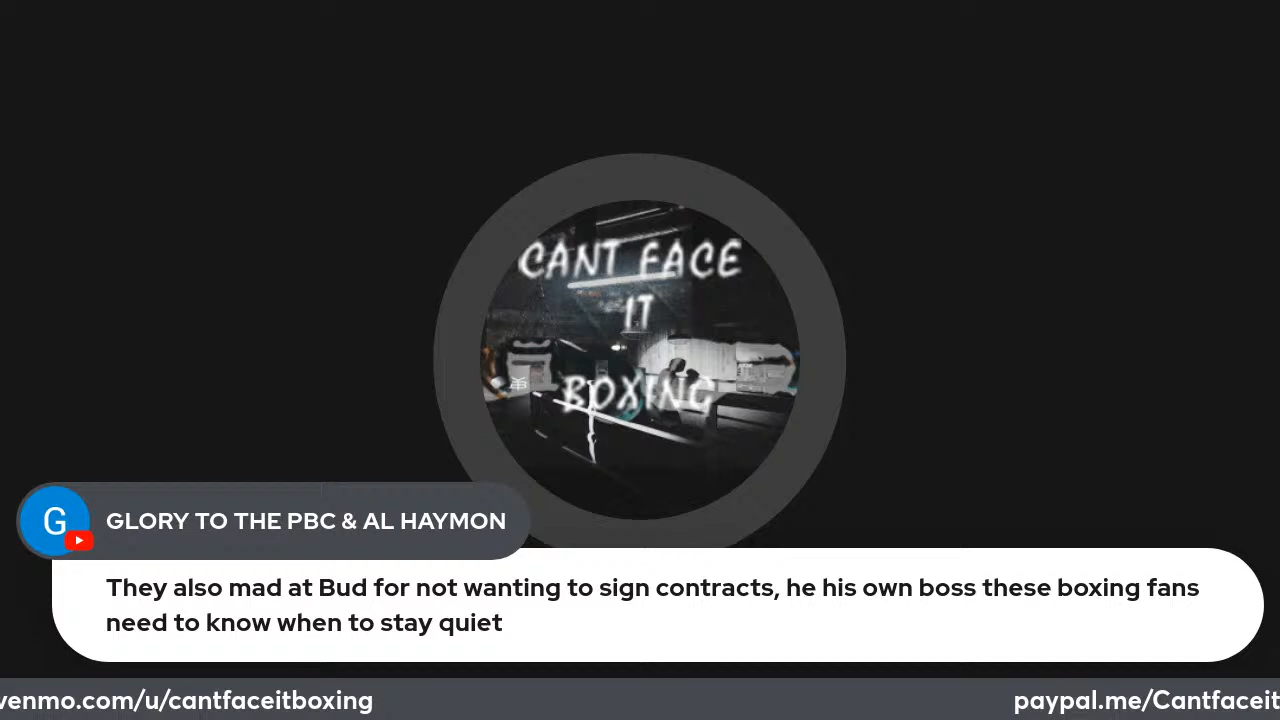 CANT FACE
IT
BOXING
G
GLORY TO THE PBC & AL HAYMON
They also mad at Bud for not wanting to sign contracts, he his own boss these boxing fans
need to know when to stay quiet
venmo.com/u/cantfaceitboxing
paypal.me/Cantfaceit